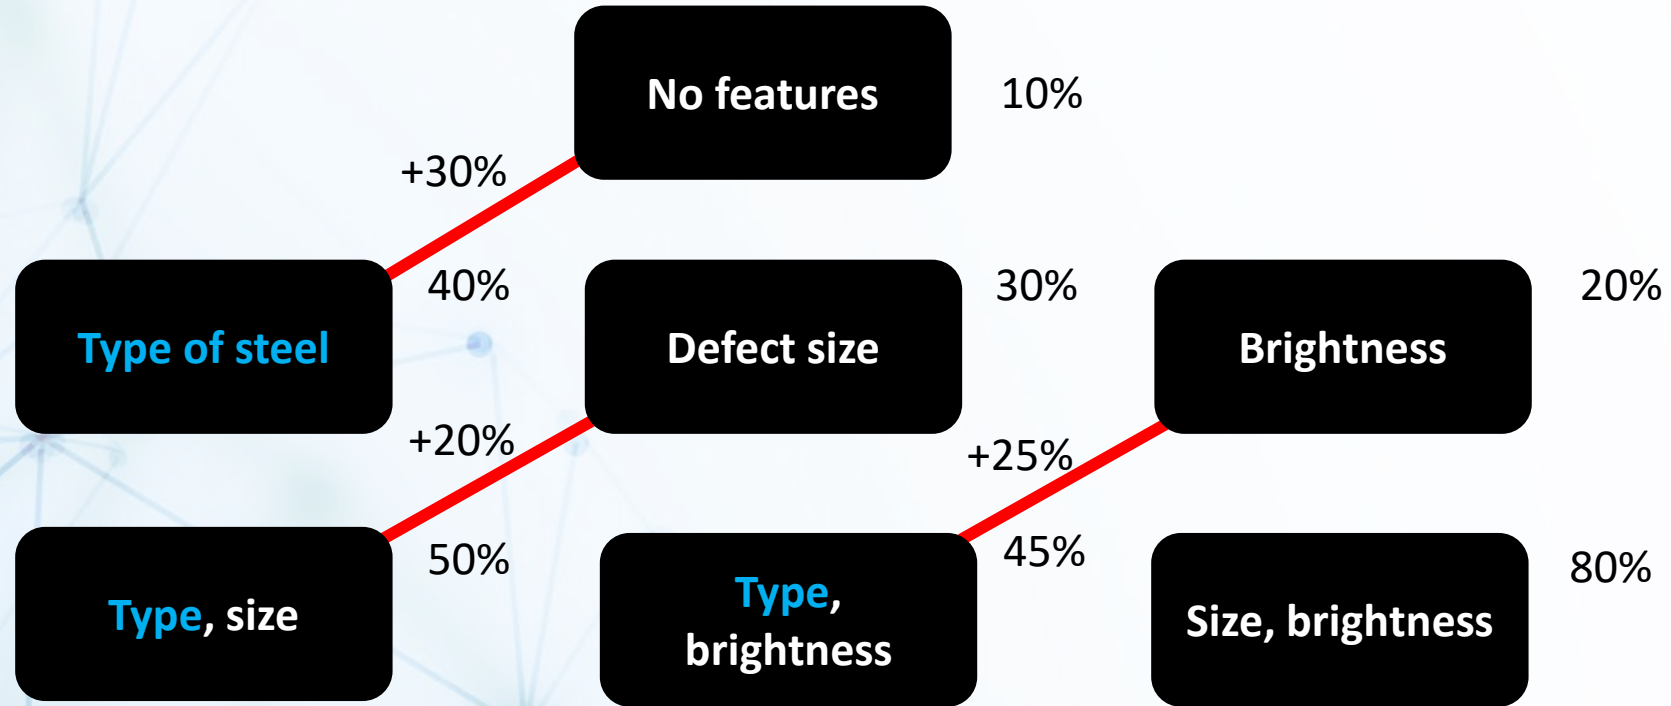 No features
10%
+30%
40%
30%
20%
Type of steel
Defect size
Brightness
+20%
+25%
50%
45%
80%
Type, size
Type,
brightness
Size, brightness